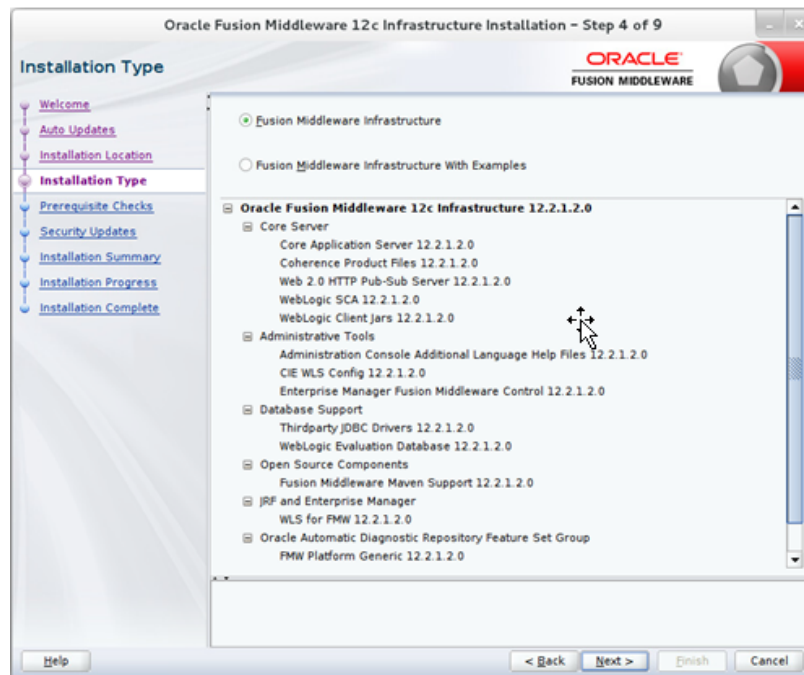 Oracle Fusion Middleware 12c Infrastructure Installation – Step 4 of 9
Installation Type
ORACLE
FUSION MIDDLEWARE
Welcome
Auto Updates
Installation Location
Installation Type
Prerequisite Checks
Security Updates
Installation Summary
Installation Progress
Installation Complete
Fusion Middleware Infrastructure
Fusion Middleware Infrastructure With Examples
Oracle Fusion Middleware 12c Infrastructure 12.2.1.2.0
Core Server
Core Application Server 12.2.1.2.0
Coherence Product Files 12.2.1.2.0
Web 2.0 HTTP Pub-Sub Server 12.2.1.2.0
WebLogic SCA 12.2.1.2.0
WebLogic Client Jars 12.2.1.2.0
Administrative Tools
Administration Console Additional Language Help Files 12.2.1.2.0
CIE WLS Config 12.2.1.2.0
Enterprise Manager Fusion Middleware Control 12.2.1.2.0
Database Support
Thirdparty JDBC Drivers 12.2.1.2.0
WebLogic Evaluation Database 12.2.1.2.0
Open Source Components
Fusion Middleware Maven Support 12.2.1.2.0
JRF and Enterprise Manager
WLS for FMW 12.2.1.2.0
Oracle Automatic Diagnostic Repository Feature Set Group
FMW Platform Generic 12.2.1.2.0
Help
< Back
Next >
Finish
Cancel